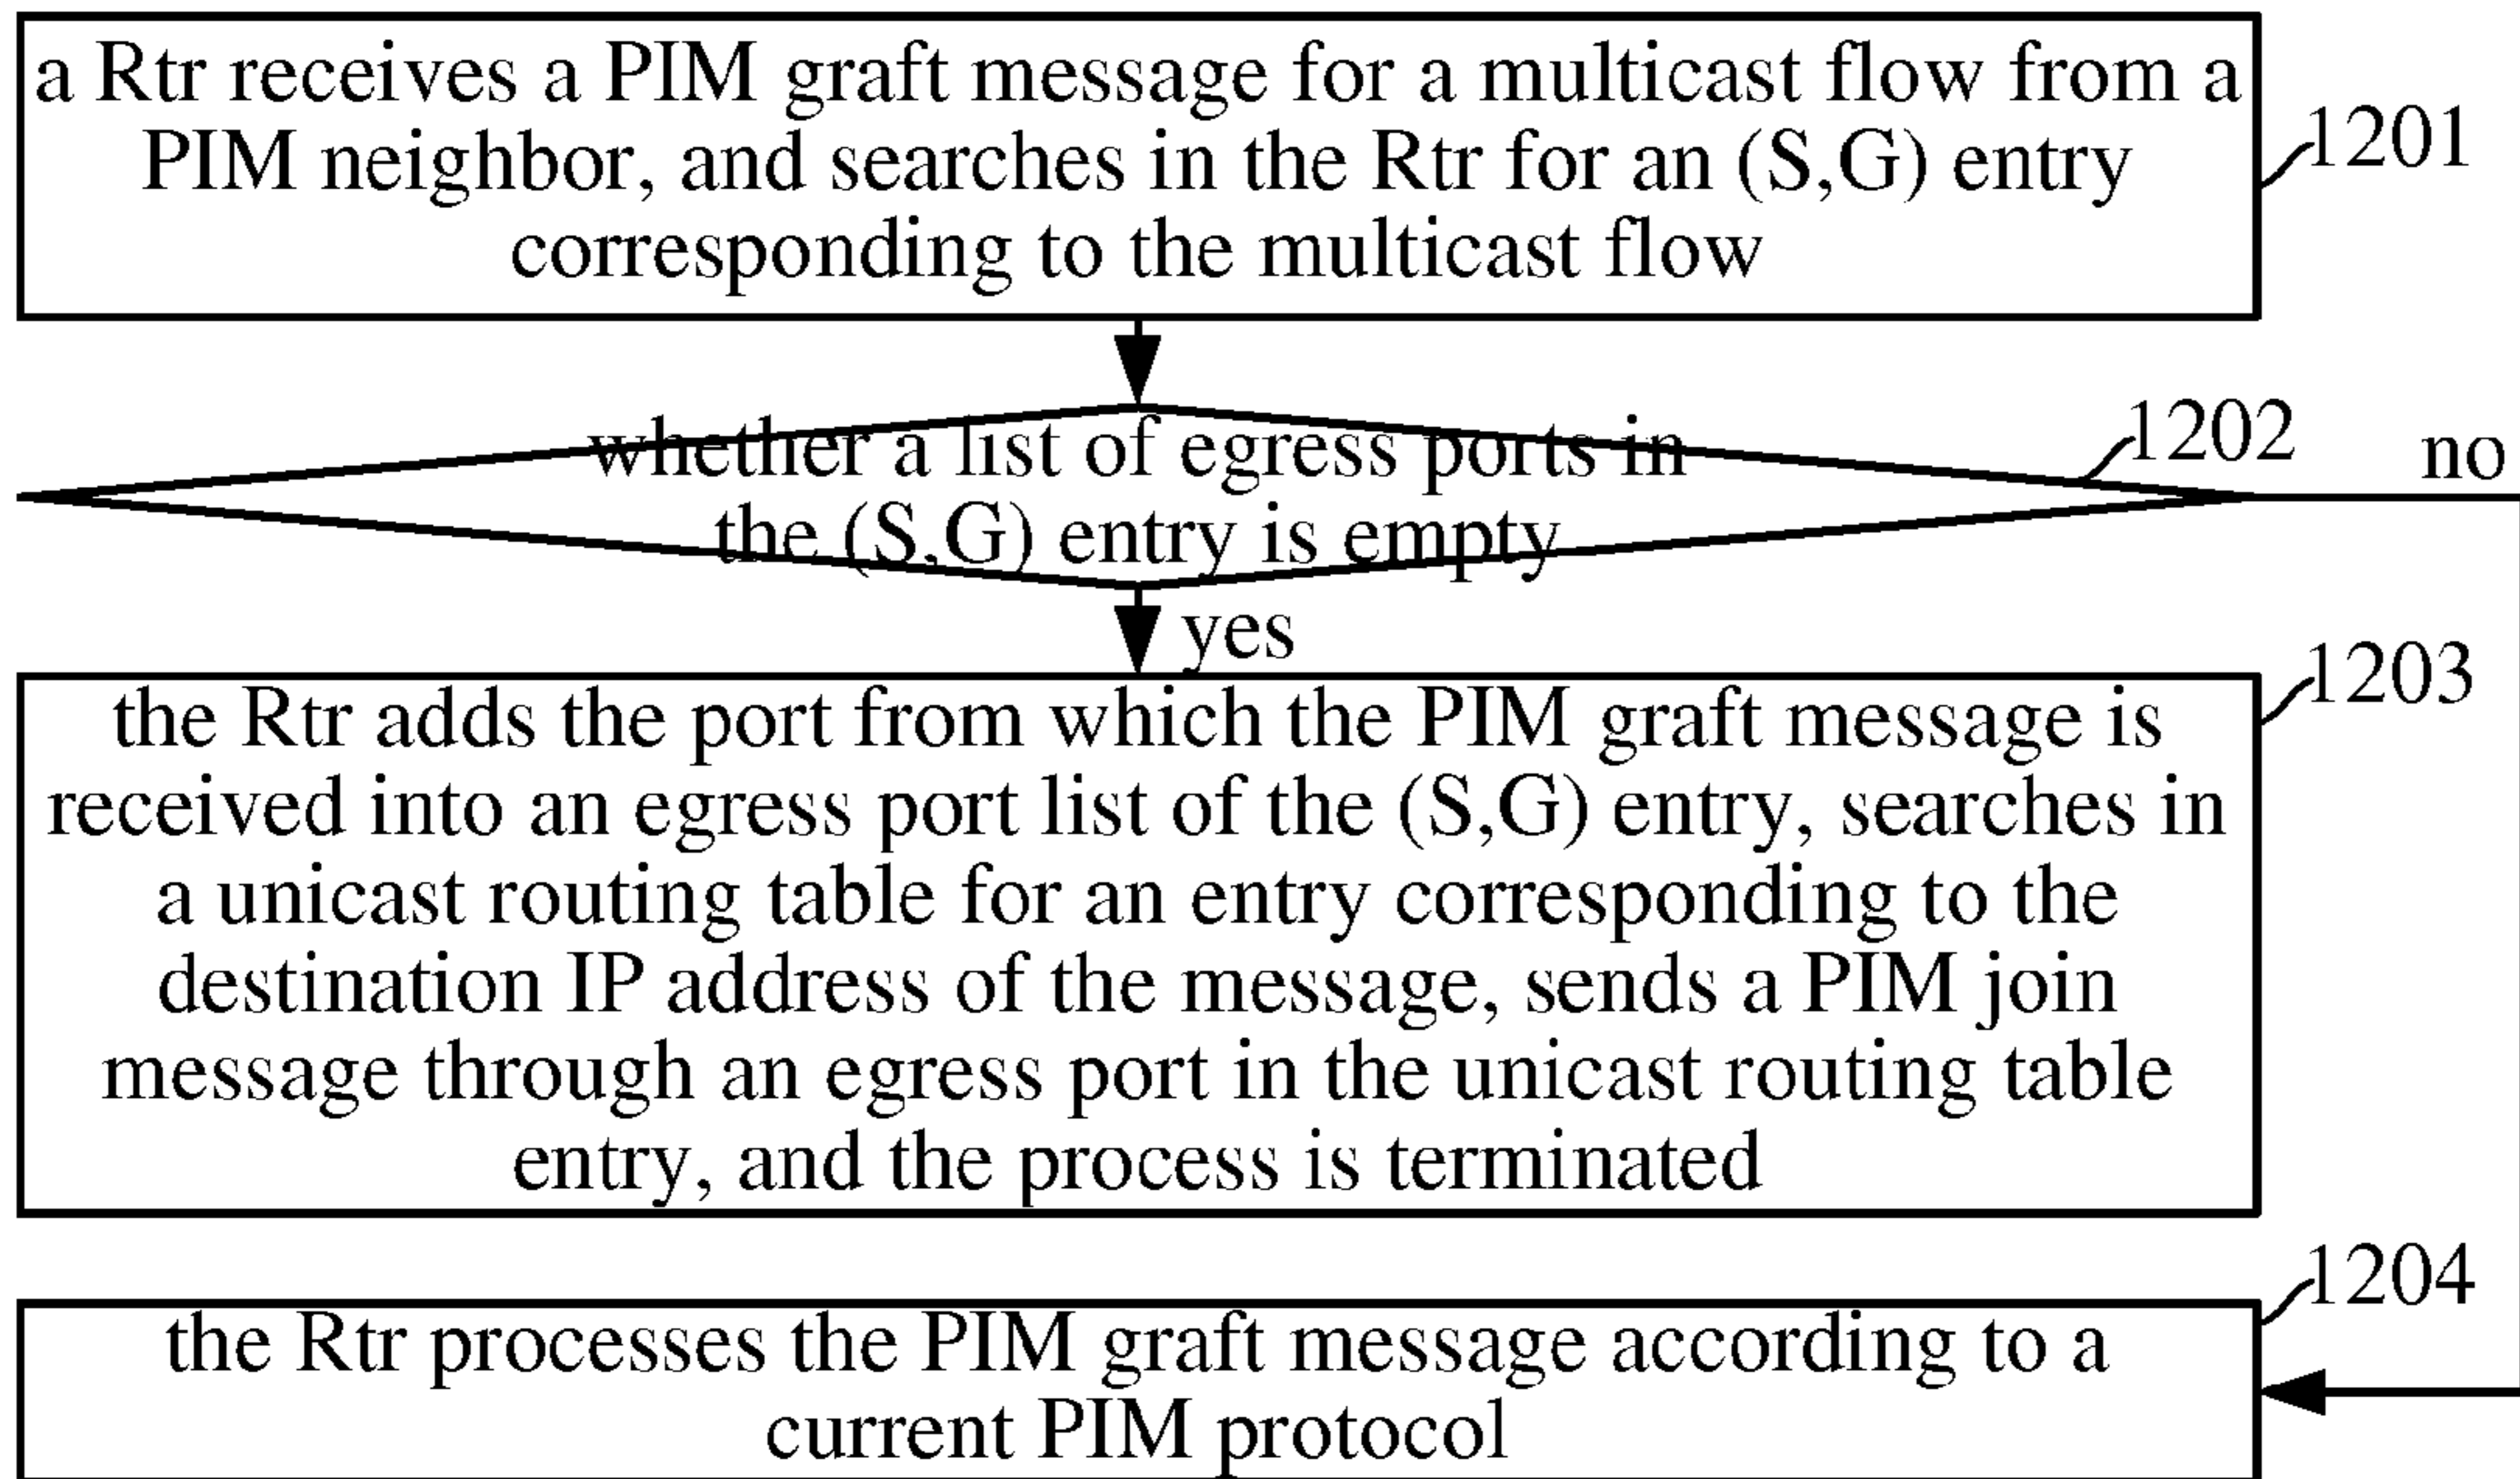 a Rtr receives a PIM graft message for a multicast flow from a
PIM neighbor, and searches in the Rtr for an (S,G) entry
corresponding to the multicast flow
1201
whether a list of egress ports in
the (S,G) entry is empty
1202
no
yes
the Rtr adds the port from which the PIM graft message is
received into an egress port list of the (S,G) entry, searches in
a unicast routing table for an entry corresponding to the
destination IP address of the message, sends a PIM join
message through an egress port in the unicast routing table
entry, and the process is terminated
1203
the Rtr processes the PIM graft message according to a
current PIM protocol
1204